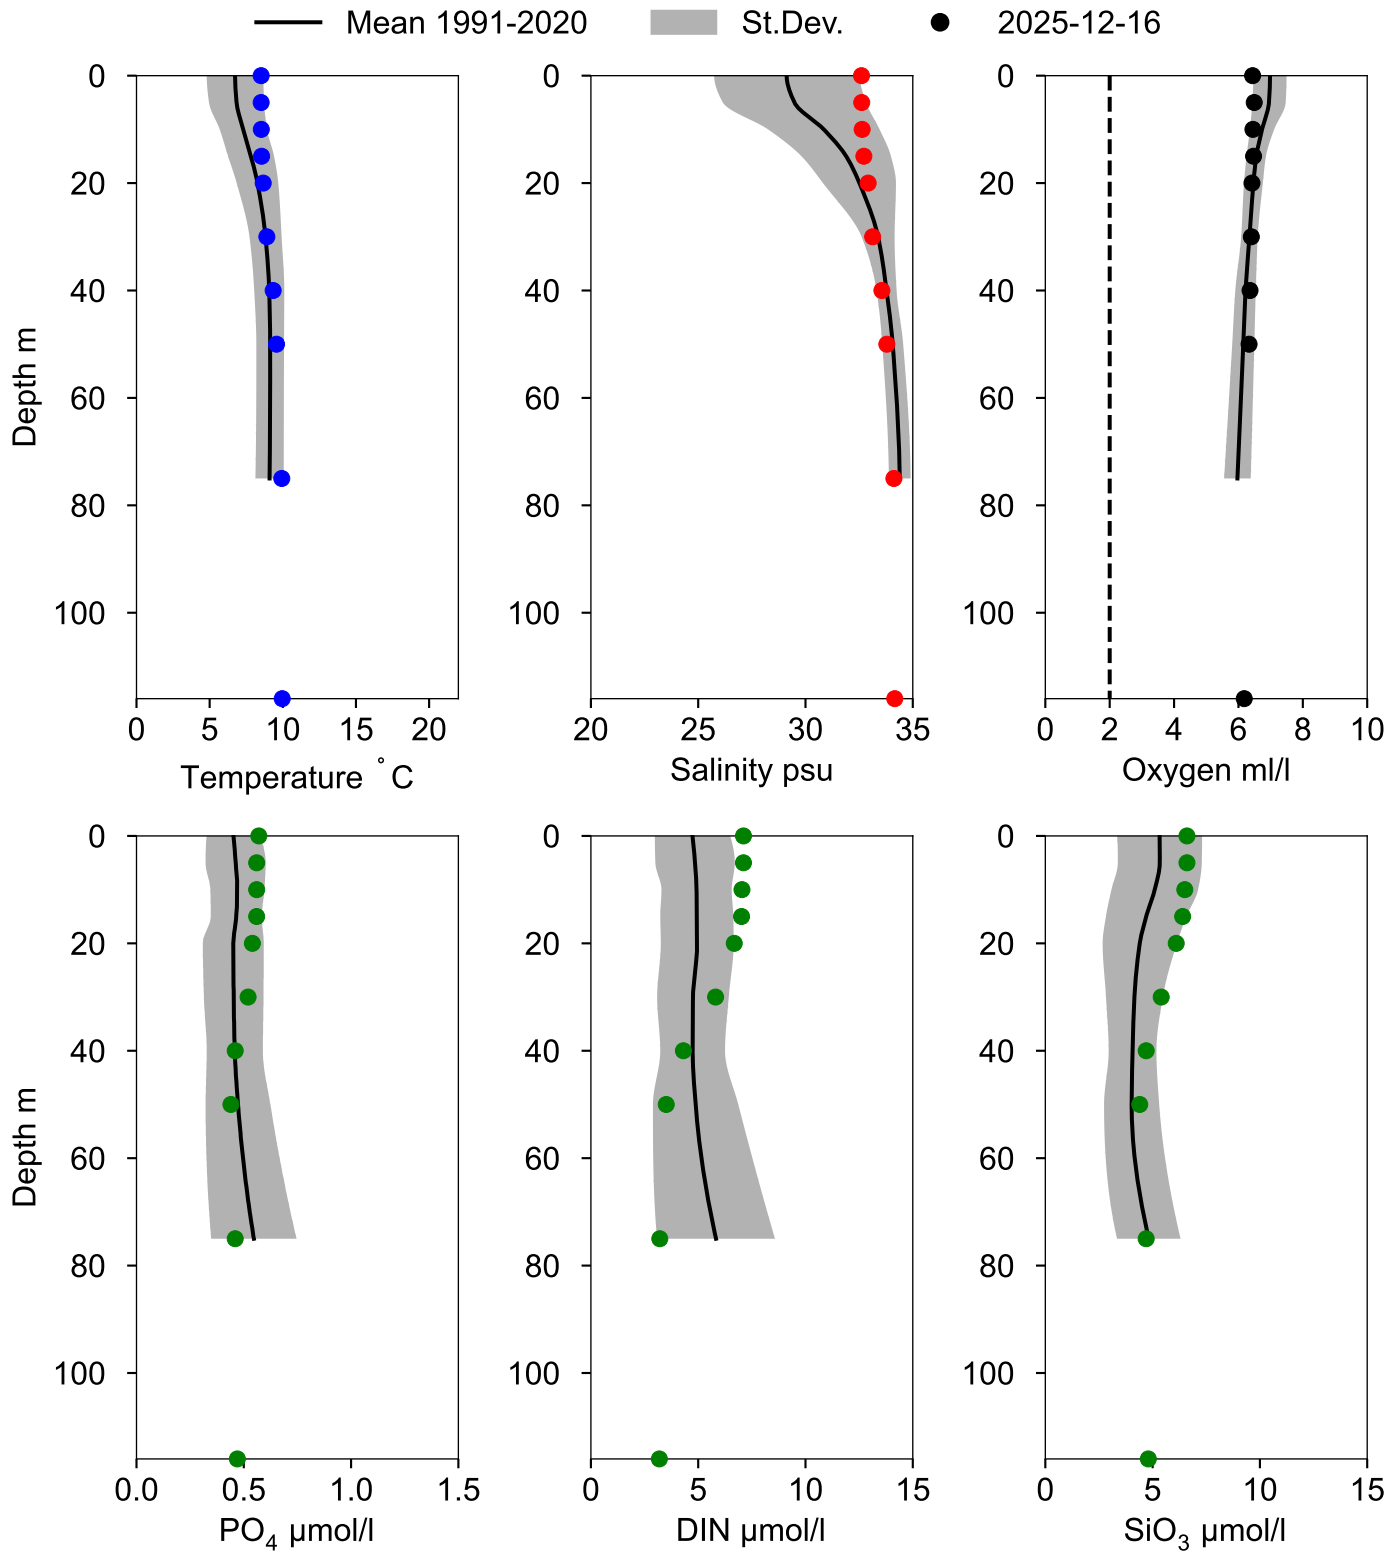 Mean 1991-2020 St.Dev. 2025-12-16
0 0 0
20 20 20
40 40 40
60 60 60
80 80 80
100 100 100
Depth m
0 5 10 15 20 20 25 30 35 0 2 4 6 8 10
Temperature °C Salinity psu Oxygen ml/l
0 0 0
20 20 20
40 40 40
60 60 60
80 80 80
100 100 100
Depth m
0.0 0.5 1.0 1.5 0 5 10 15 0 5 10 15
PO₄ µmol/l DIN µmol/l SiO₃ µmol/l